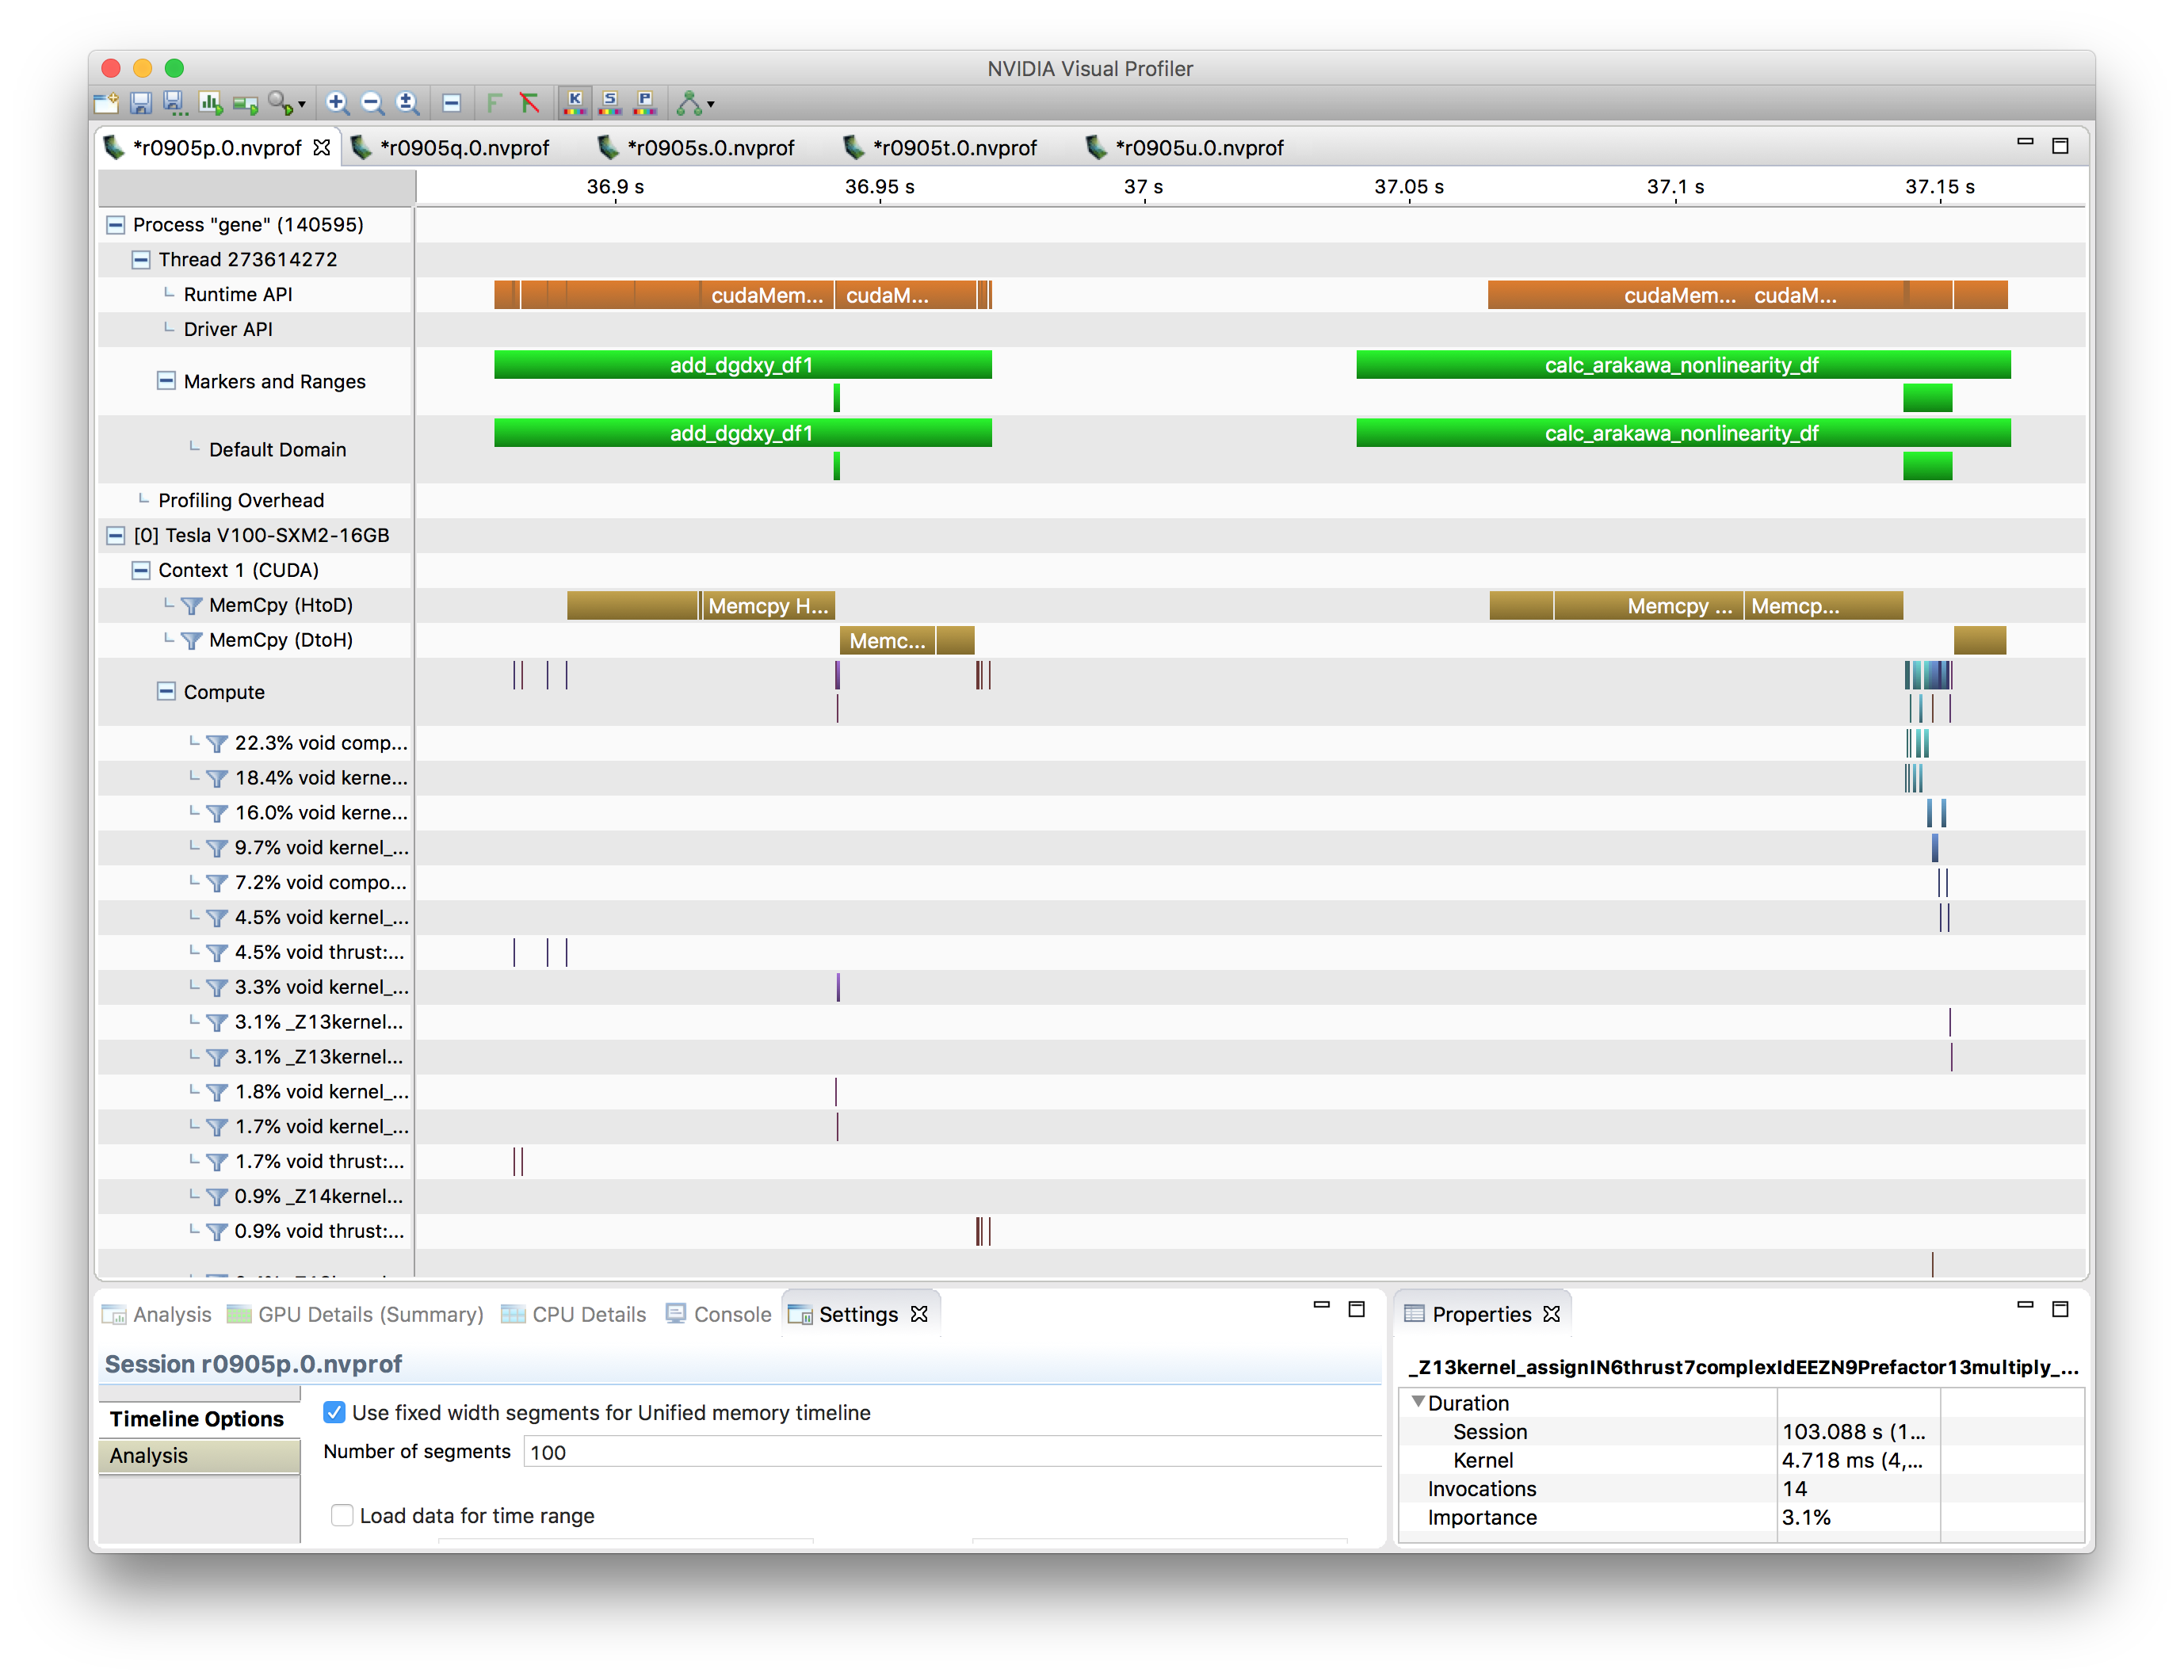 NVIDIA Visual Profiler
K S P
*r0905p.0.nvprof *r0905q.0.nvprof *r0905s.0.nvprof *r0905t.0.nvprof *r0905u.0.nvprof
36.9 s 36.95 s 37 s 37.05 s 37.1 s 37.15 s
Process "gene" (140595)
Thread 273614272
Runtime API cudaMem... cudaM... cudaMem... cudaM...
Driver API
add_dgdxy_df1 calc_arakawa_nonlinearity_df
Markers and Ranges
add_dgdxy_df1 calc_arakawa_nonlinearity_df
Default Domain
Profiling Overhead
[0] Tesla V100-SXM2-16GB
Context 1 (CUDA)
MemCpy (HtoD) Memcpy H... Memcpy ... Memcp...
MemCpy (DtoH) Memc...
Compute
22.3% void comp...
18.4% void kerne...
16.0% void kerne...
9.7% void kernel_...
7.2% void compo...
4.5% void kernel_...
4.5% void thrust:...
3.3% void kernel_...
3.1% _Z13kernel...
3.1% _Z13kernel...
1.8% void kernel_...
1.7% void kernel_...
1.7% void thrust:...
0.9% _Z14kernel...
0.9% void thrust:...
Analysis GPU Details (Summary) CPU Details Console Settings
Session r0905p.0.nvprof
Timeline Options
Analysis
Use fixed width segments for Unified memory timeline
Number of segments 100
Load data for time range
Properties
_Z13kernel_assignIN6thrust7complexIdEEZN9Prefactor13multiply_...
Duration
Session 103.088 s (1...
Kernel 4.718 ms (4,...
Invocations 14
Importance 3.1%